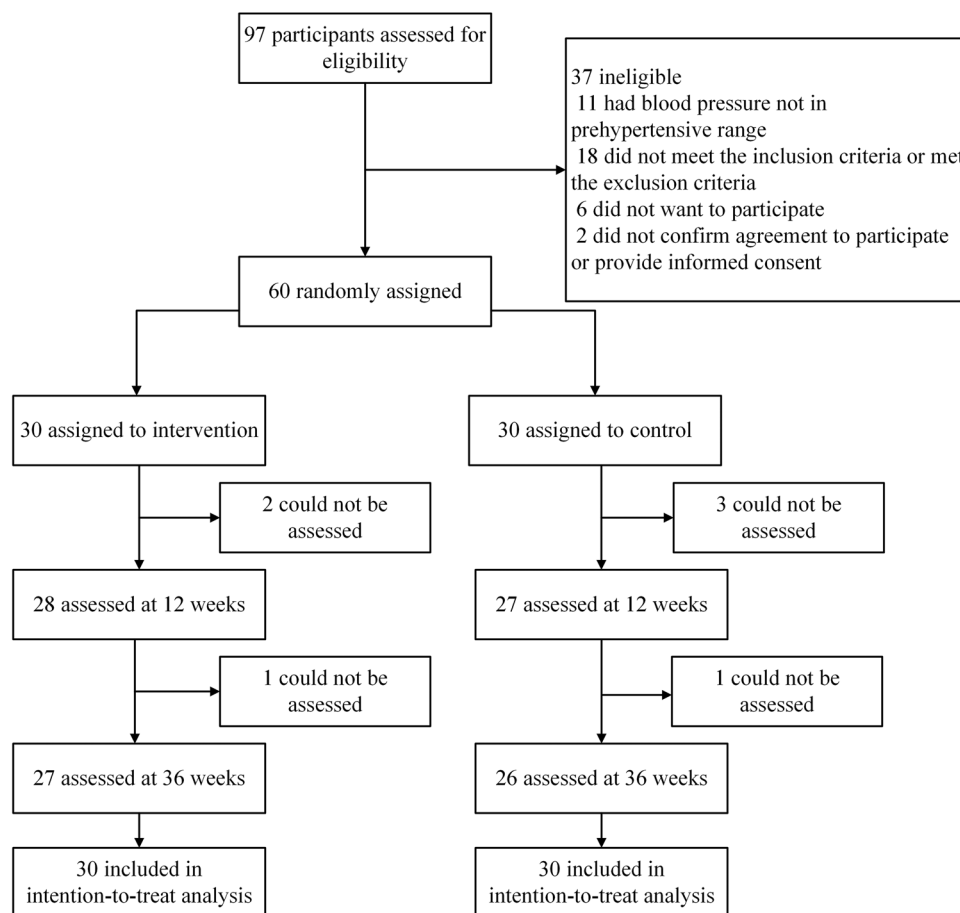 97 participants assessed for
eligibility
37 ineligible
11 had blood pressure not in
prehypertensive range
18 did not meet the inclusion criteria or met
the exclusion criteria
6 did not want to participate
2 did not confirm agreement to participate
or provide informed consent
60 randomly assigned
30 assigned to intervention
30 assigned to control
2 could not be
assessed
3 could not be
assessed
28 assessed at 12 weeks
27 assessed at 12 weeks
1 could not be
assessed
1 could not be
assessed
27 assessed at 36 weeks
26 assessed at 36 weeks
30 included in
intention-to-treat analysis
30 included in
intention-to-treat analysis